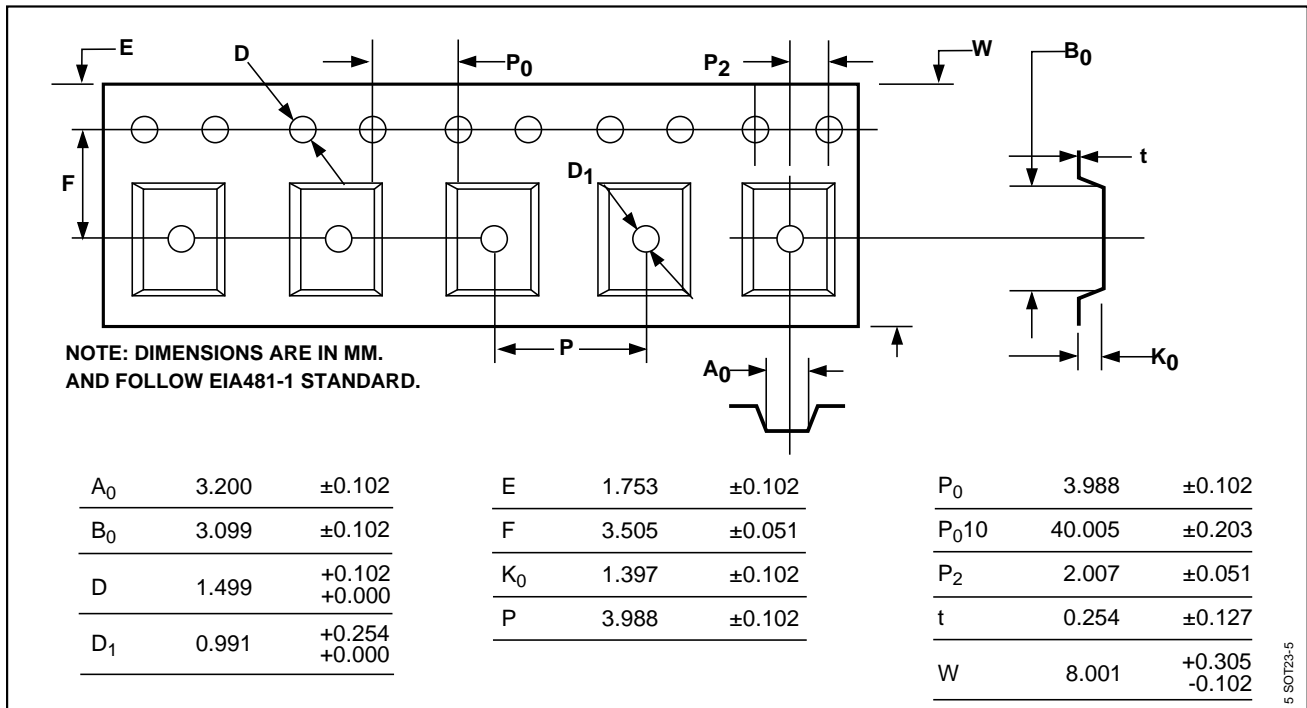 E
D
P0
P2
W
B0
t
F
D1
NOTE: DIMENSIONS ARE IN MM.
AND FOLLOW EIA481-1 STANDARD.
P
A0
K0
A0 3.200 ±0.102
B0 3.099 ±0.102
D 1.499 +0.102
+0.000
D1 0.991 +0.254
+0.000
E 1.753 ±0.102
F 3.505 ±0.051
K0 1.397 ±0.102
P 3.988 ±0.102
P0 3.988 ±0.102
P010 40.005 ±0.203
P2 2.007 ±0.051
t 0.254 ±0.127
W 8.001 +0.305
-0.102
5 SOT23-5